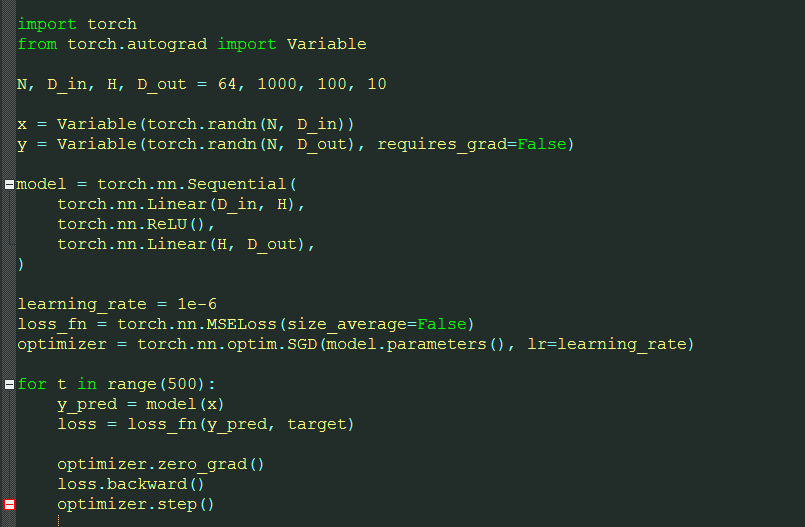 import torch
from torch.autograd import Variable
N, D_in, H, D_out = 64, 1000, 100, 10
x = Variable(torch.randn(N, D_in))
y = Variable(torch.randn(N, D_out), requires_grad=False)
model = torch.nn.Sequential(
torch.nn.Linear(D_in, H),
torch.nn.ReLU(),
torch.nn.Linear(H, D_out),
)
learning_rate = 1e-6
loss_fn = torch.nn.MSELoss(size_average=False)
optimizer = torch.nn.optim.SGD(model.parameters(), lr=learning_rate)
for t in range(500):
y_pred = model(x)
loss = loss_fn(y_pred, target)
optimizer.zero_grad()
loss.backward()
optimizer.step()